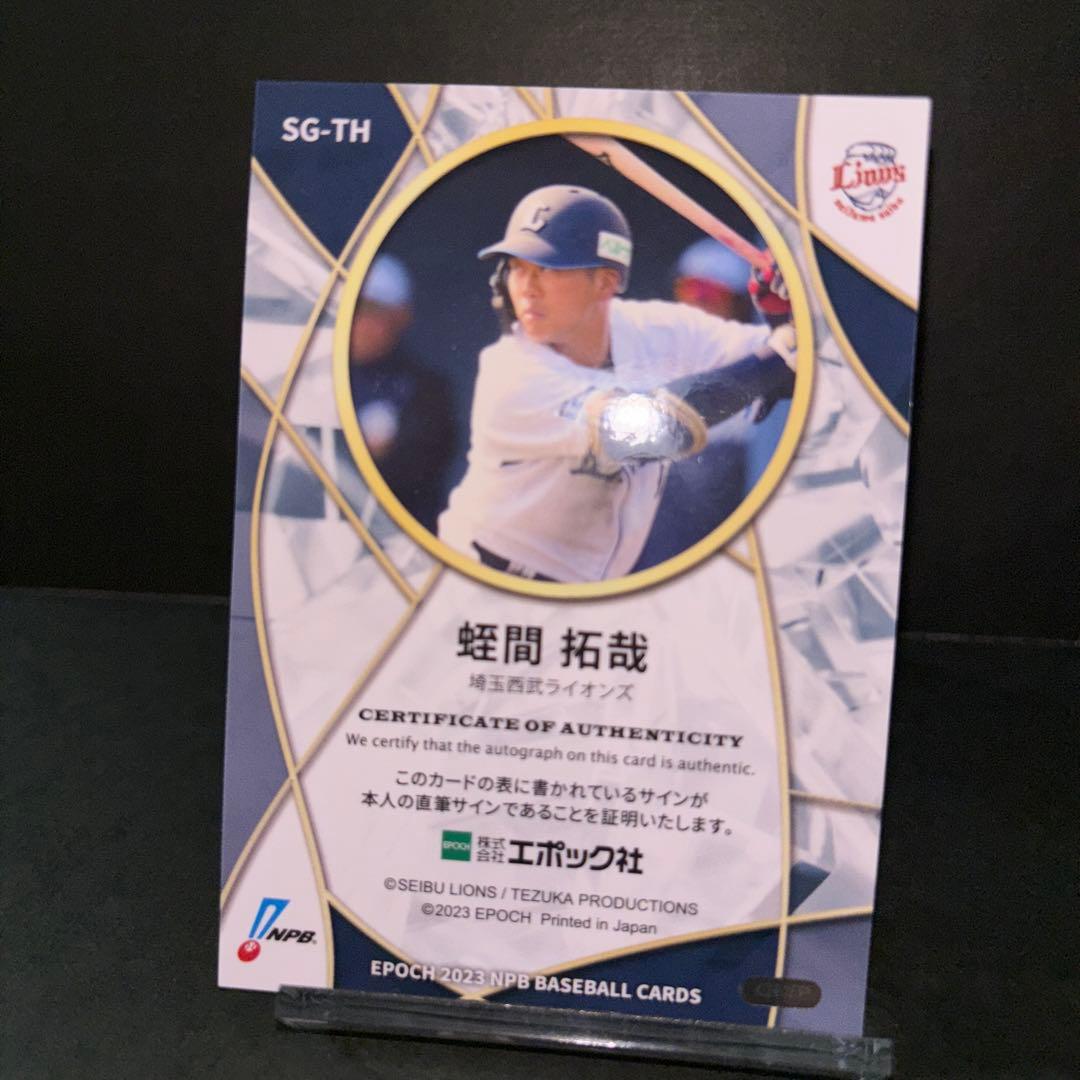 SG-TH
Lions
蛭間 拓哉
埼玉西武ライオンズ
CERTIFICATE OF AUTHENTICITY
We certify that the autograph on this card is authentic.
このカードの表に書かれているサインが
本人の直筆サインであることを証明いたします。
EPOCH 株式会社 エポック社
©SEIBU LIONS / TEZUKA PRODUCTIONS
©2023 EPOCH Printed in Japan
NPB®
EPOCH 2023 NPB BASEBALL CARDS